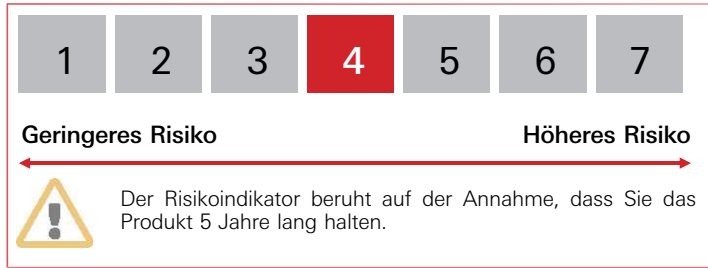 1 2 3 4 5 6 7
Geringeres Risiko Höheres Risiko
Der Risikoindikator beruht auf der Annahme, dass Sie das
Produkt 5 Jahre lang halten.